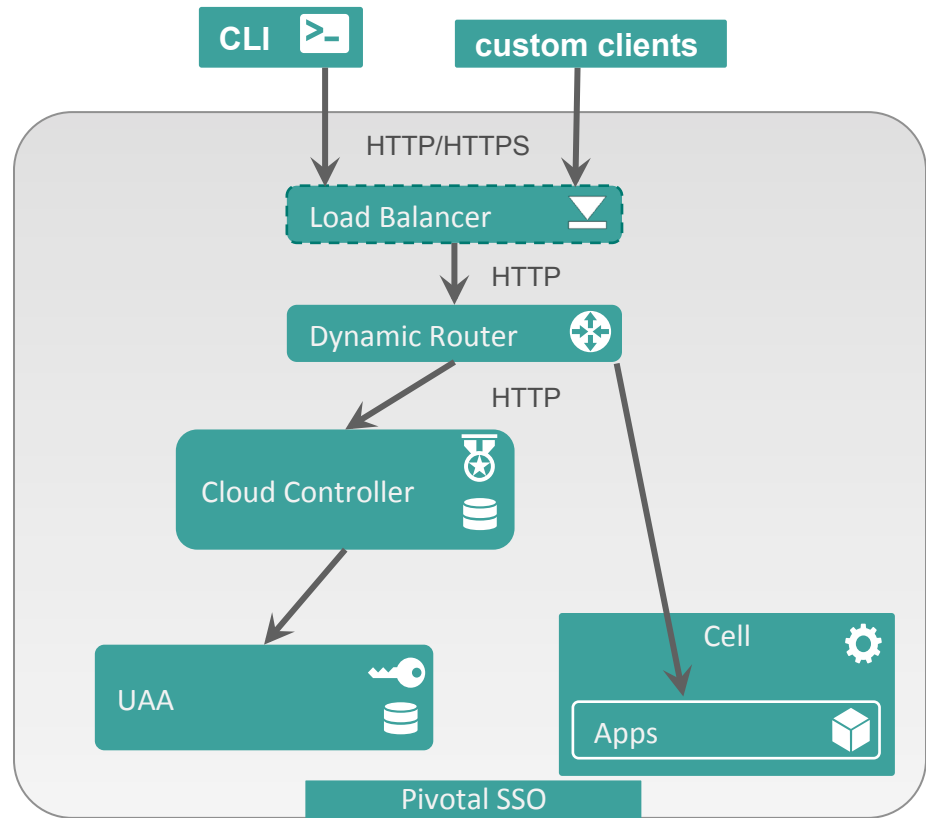 CLI >_
custom clients
HTTP/HTTPS
Load Balancer
HTTP
Dynamic Router
HTTP
Cloud Controller
Cell
UAA
Apps
Pivotal SSO